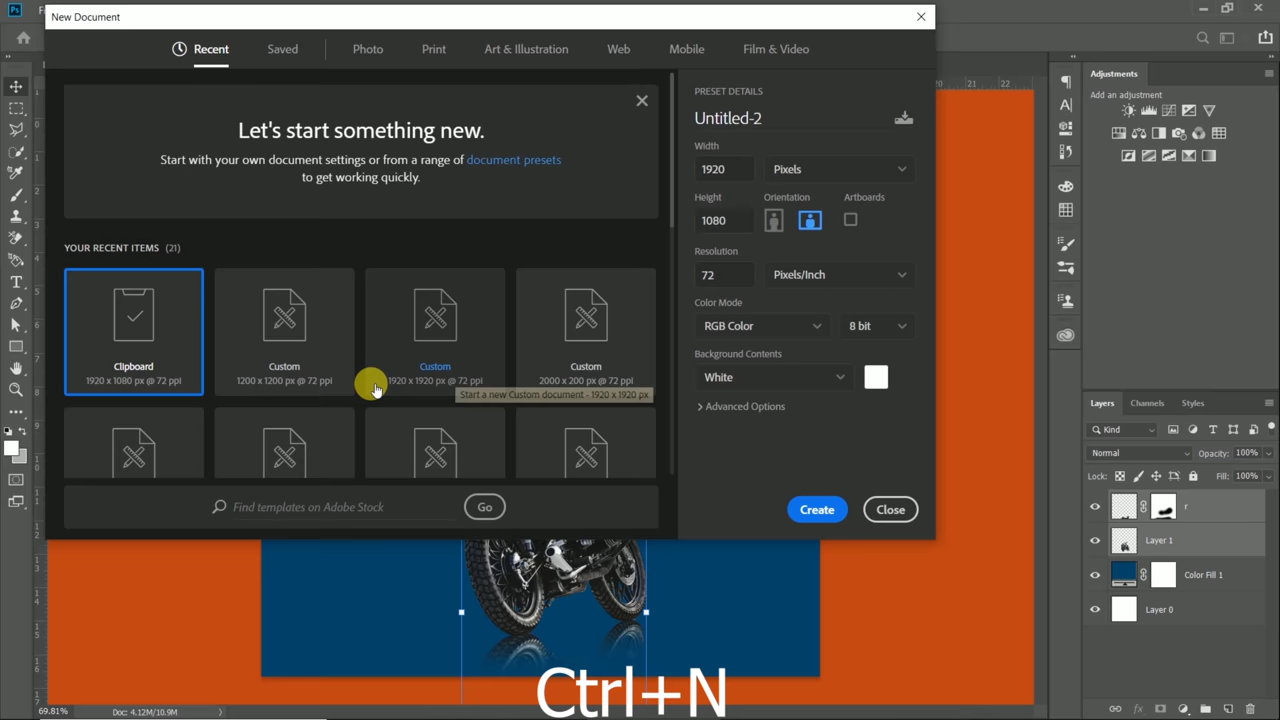 Ps
New Document
Recent
Saved
Photo
Print
Art & Illustration
Web
Mobile
Film & Video
Let's start something new.
Start with your own document settings or from a range of document presets
to get working quickly.
YOUR RECENT ITEMS (21)
Clipboard
1920 x 1080 px @ 72 ppi
Custom
1200 x 1200 px @ 72 ppi
Custom
1920 x 1920 px @ 72 ppi
Custom
2000 x 200 px @ 72 ppi
Start a new Custom document - 1920 x 1920 px
Find templates on Adobe Stock
Go
PRESET DETAILS
Untitled-2
Width
1920
Pixels
Height
Orientation
Artboards
1080
Resolution
72
Pixels/Inch
Color Mode
RGB Color
8 bit
Background Contents
White
Advanced Options
Create
Close
20
21
22
Adjustments
Add an adjustment
Layers
Channels
Styles
Kind
Normal
Opacity: 100%
Lock:
Fill: 100%
r
Layer 1
Color Fill 1
Layer 0
69.81%
Doc: 4.12M/10.9M
Ctrl+N